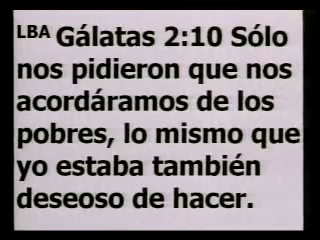 LBA Gálatas 2:10 Sólo
nos pidieron que nos
acordáramos de los
pobres, lo mismo que
yo estaba también
deseoso de hacer.